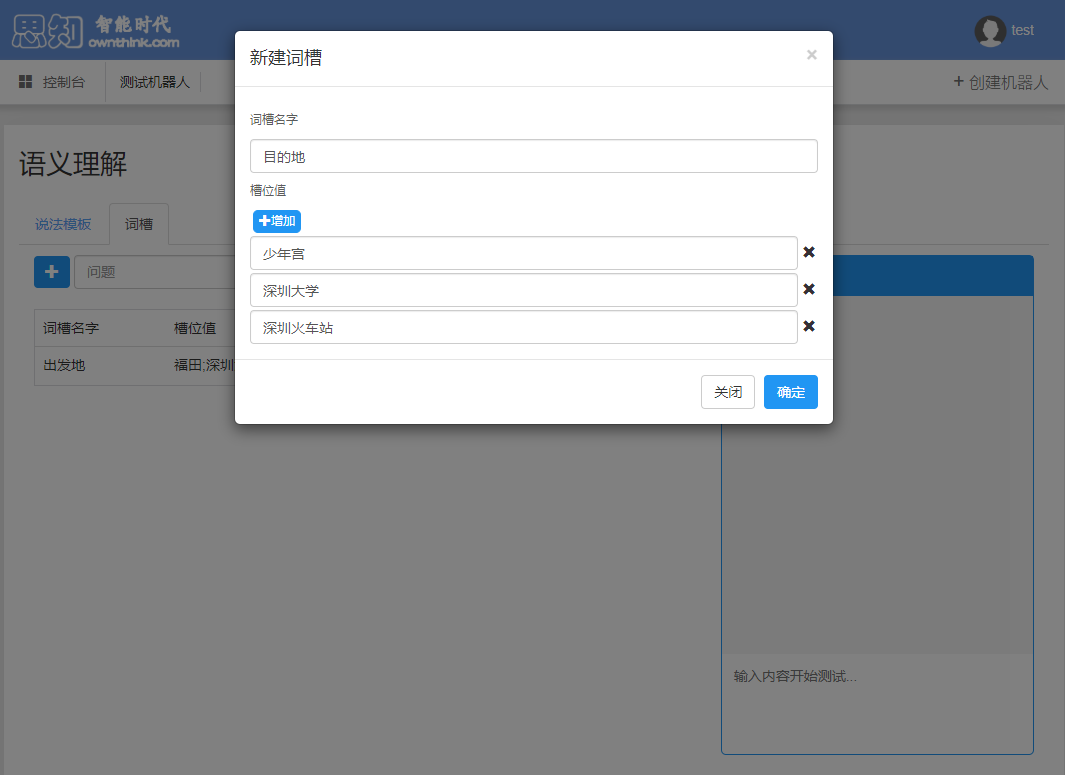 思知 智能时代
ownthink.com
test
控制台
测试机器人
+ 创建机器人
新建词槽
×
词槽名字
目的地
槽位值
增加
少年宫
深圳大学
深圳火车站
关闭
确定
语义理解
说法模板
词槽
问题
词槽名字
槽位值
出发地
福田;深圳
输入内容开始测试...